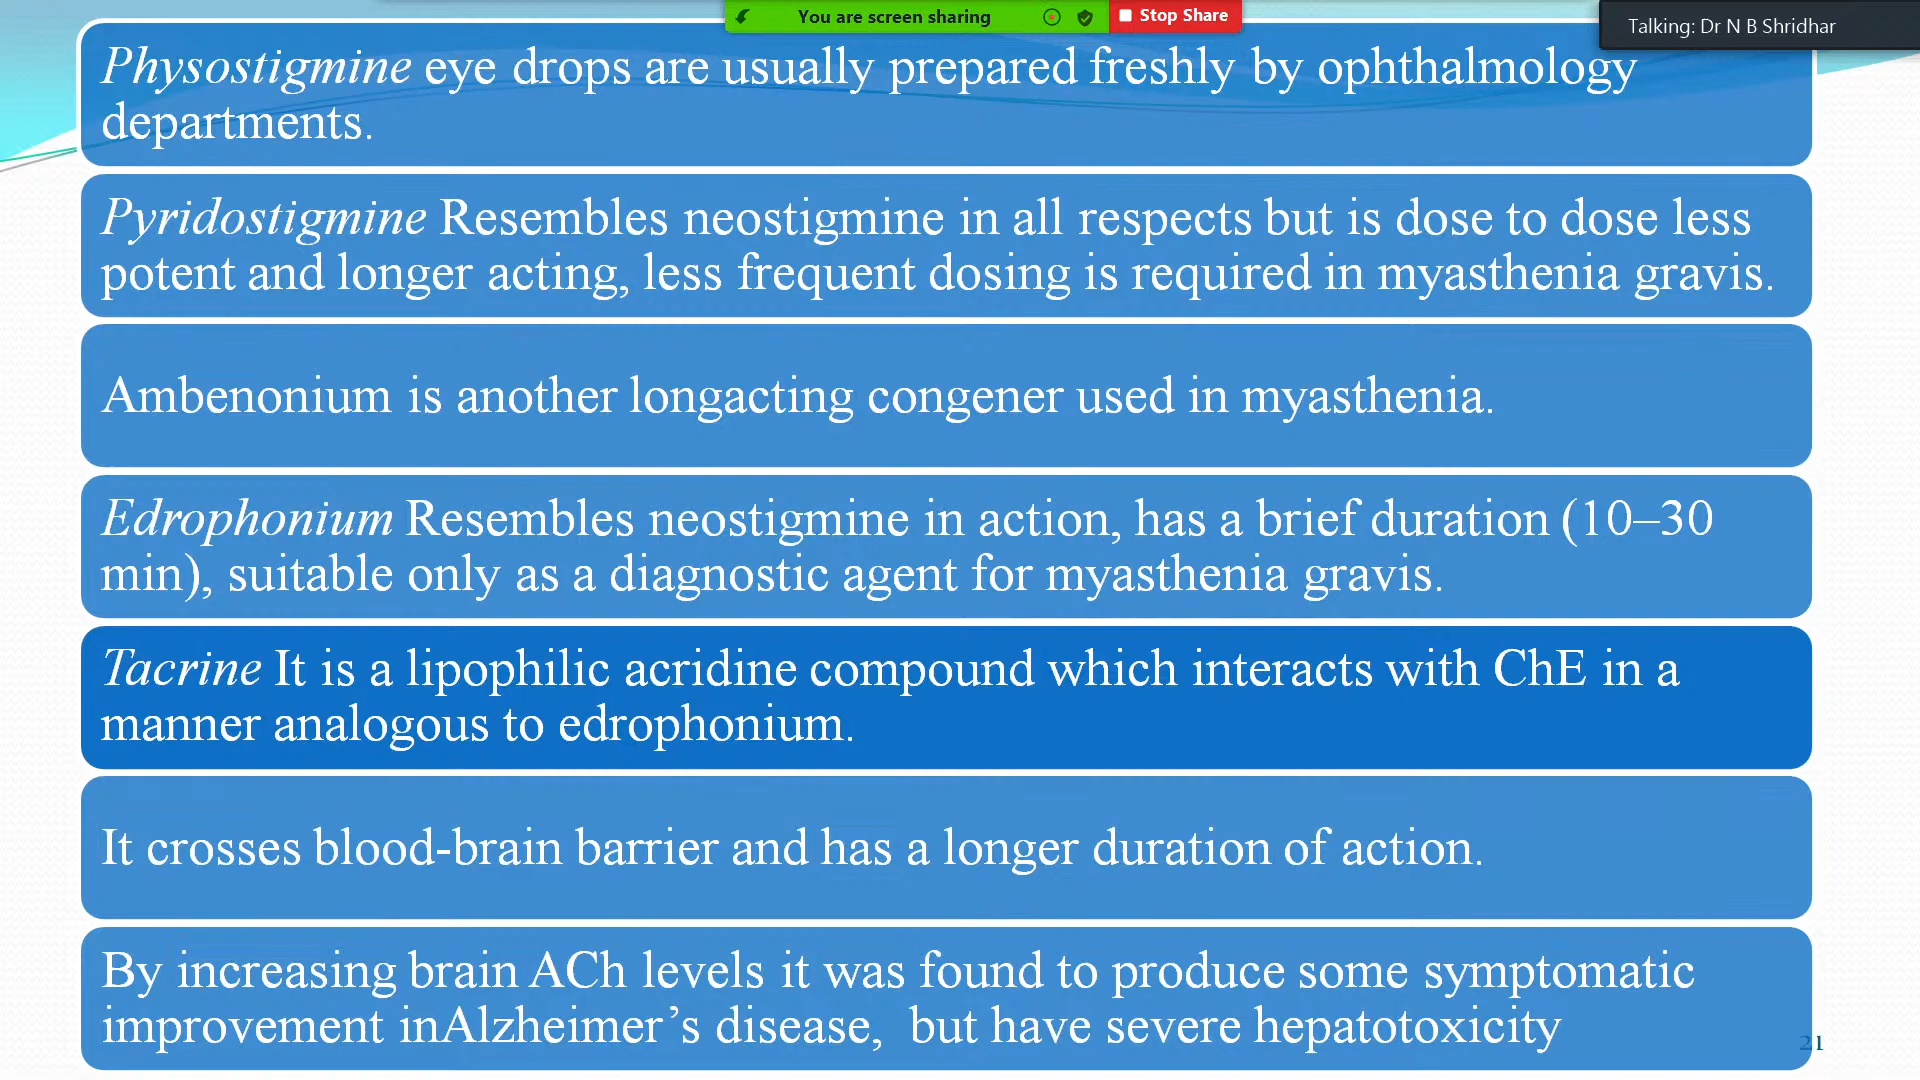 You are screen sharing
Stop Share
Talking: Dr N B Shridhar
Physostigmine eye drops are usually prepared freshly by ophthalmology
departments.
Pyridostigmine Resembles neostigmine in all respects but is dose to dose less
potent and longer acting, less frequent dosing is required in myasthenia gravis.
Ambenonium is another longacting congener used in myasthenia.
Edrophonium Resembles neostigmine in action, has a brief duration (10–30
min), suitable only as a diagnostic agent for myasthenia gravis.
Tacrine It is a lipophilic acridine compound which interacts with ChE in a
manner analogous to edrophonium.
It crosses blood-brain barrier and has a longer duration of action.
By increasing brain ACh levels it was found to produce some symptomatic
improvement inAlzheimer’s disease,  but have severe hepatotoxicity
21